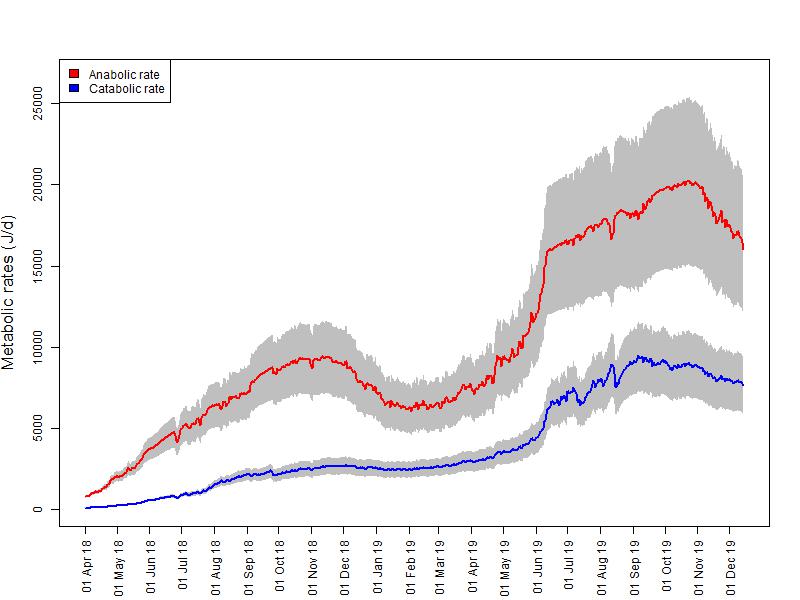 Anabolic rate
Catabolic rate
Metabolic rates (J/d)
25000
20000
15000
10000
5000
0
01 Apr 18
01 May 18
01 Jun 18
01 Jul 18
01 Aug 18
01 Sep 18
01 Oct 18
01 Nov 18
01 Dec 18
01 Jan 19
01 Feb 19
01 Mar 19
01 Apr 19
01 May 19
01 Jun 19
01 Jul 19
01 Aug 19
01 Sep 19
01 Oct 19
01 Nov 19
01 Dec 19